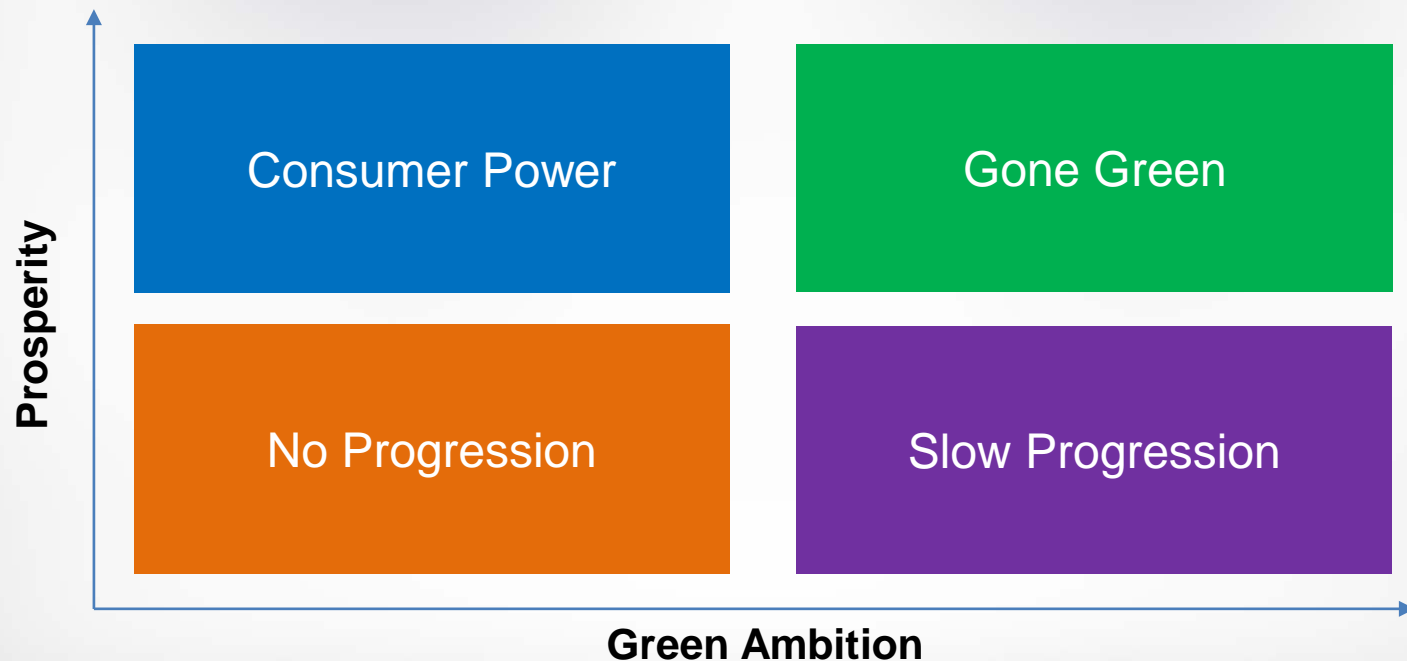 Prosperity
Consumer Power
Gone Green
No Progression
Slow Progression
Green Ambition